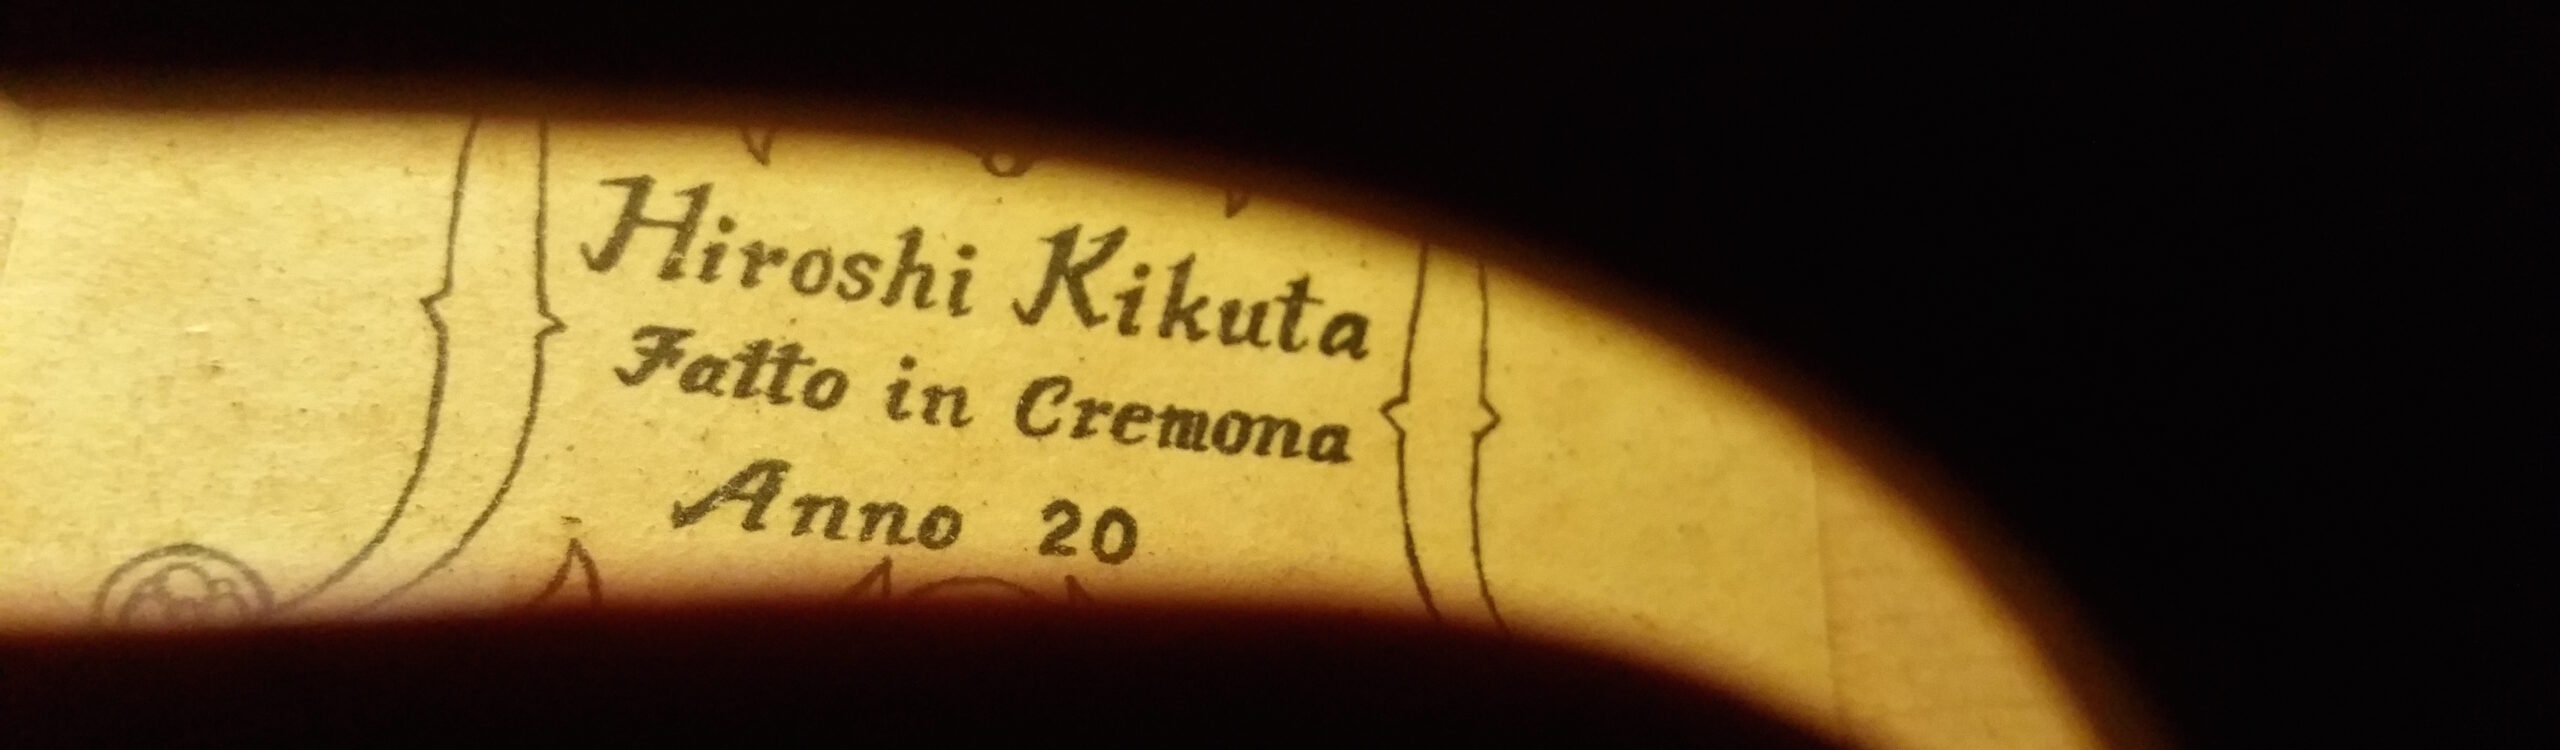 Hiroshi Kikuta
Fatto in Cremona
Anno 20